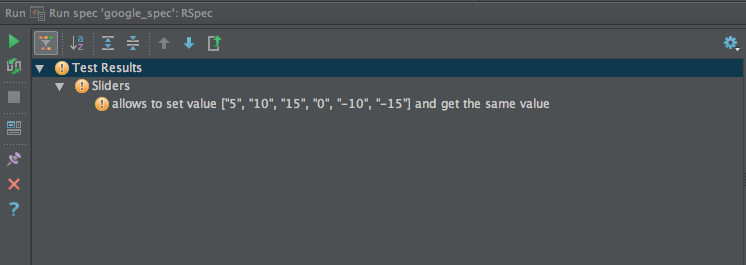 Run Run spec 'google_spec': RSpec
Test Results
Sliders
allows to set value ["5", "10", "15", "0", "-10", "-15"] and get the same value